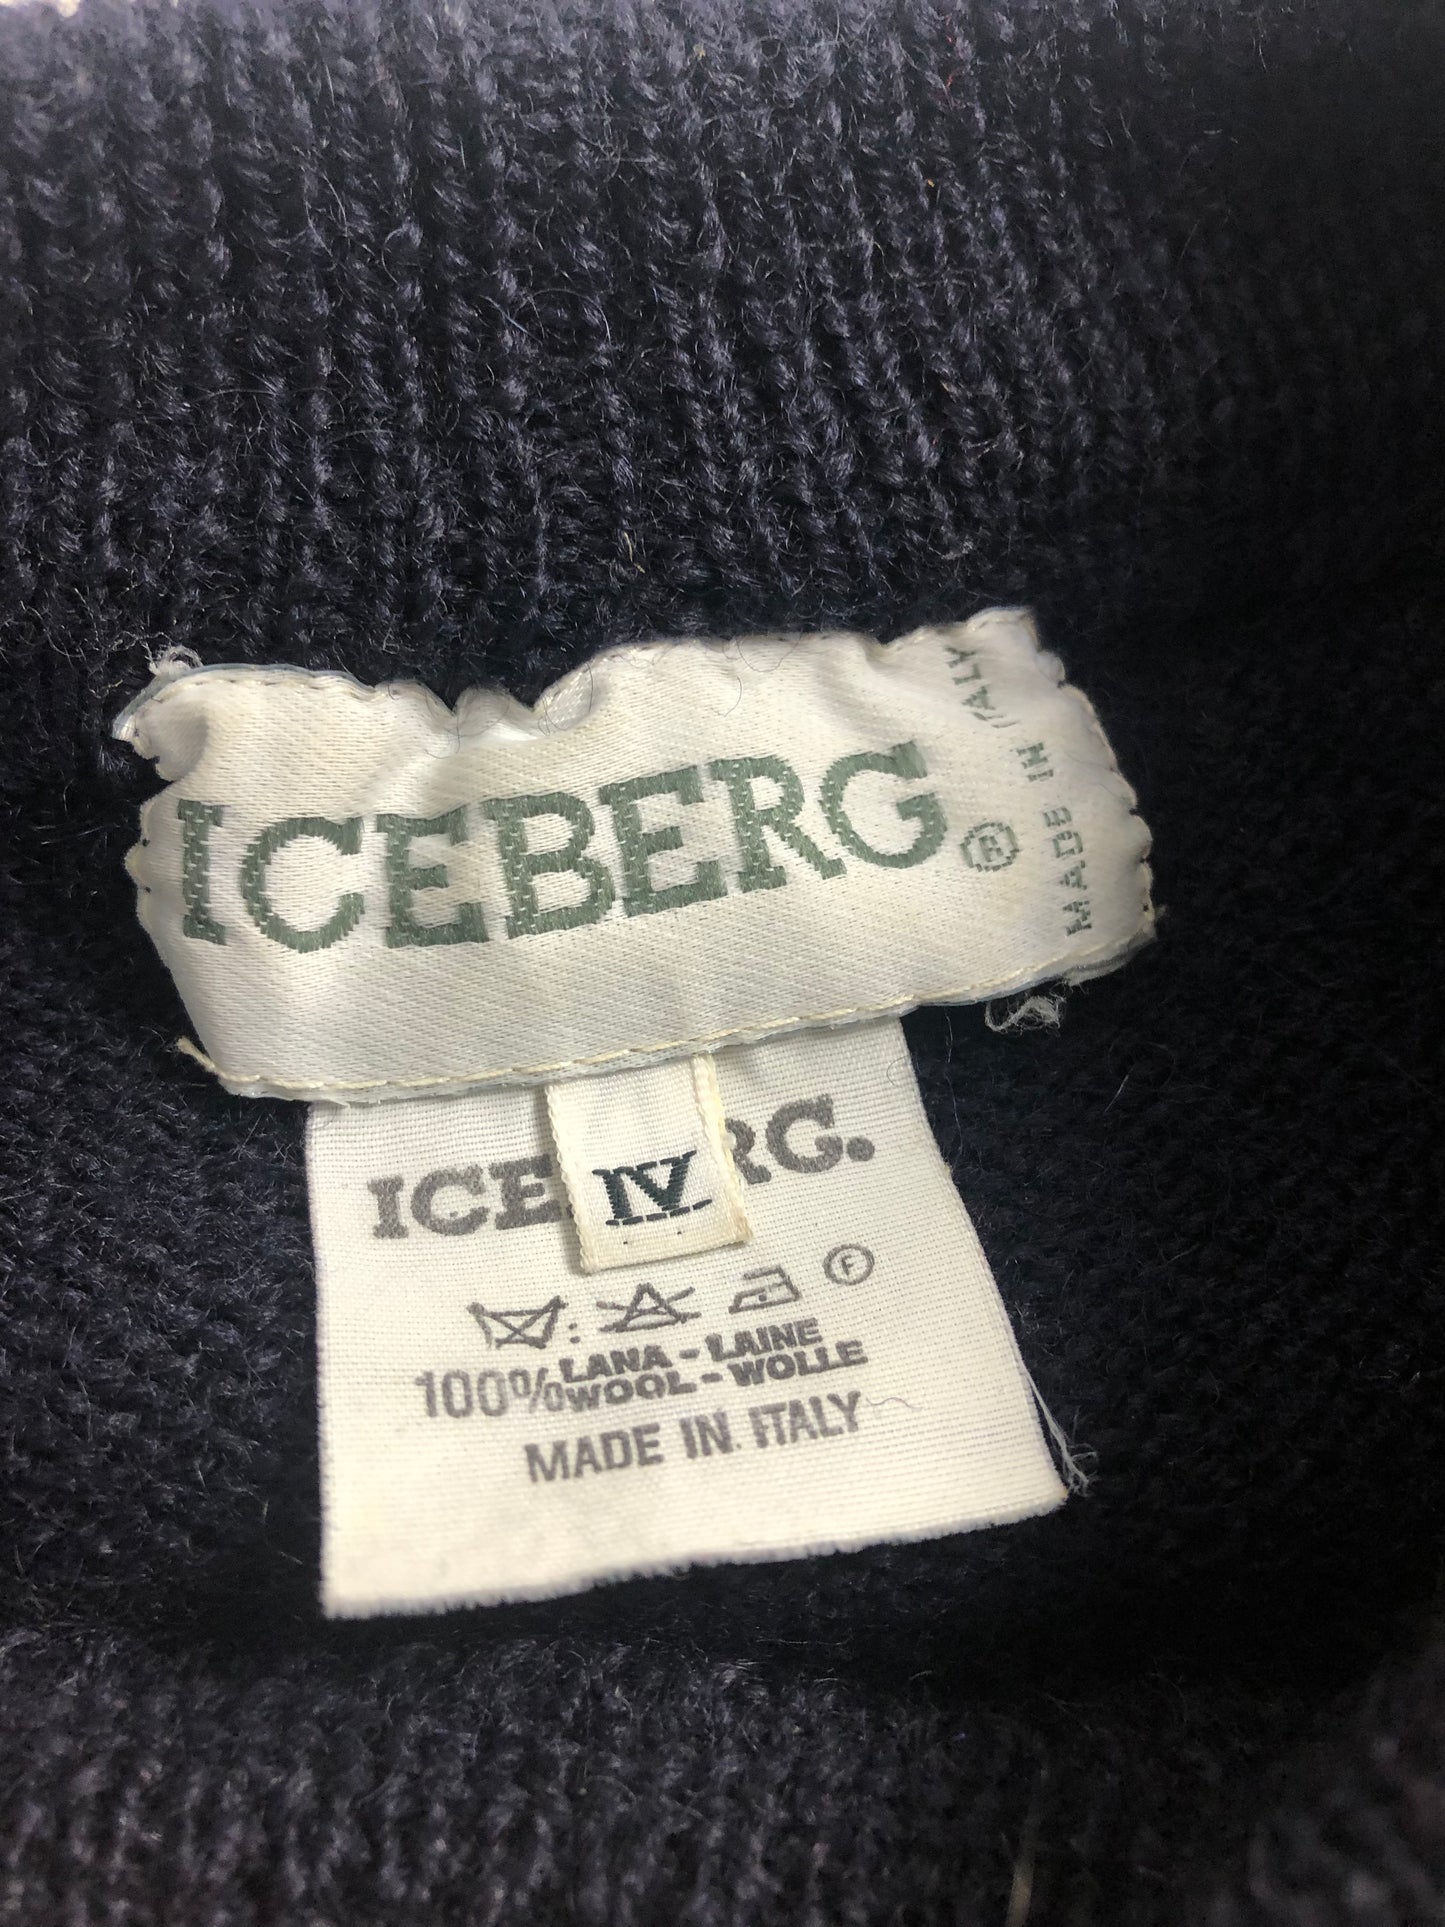 ICEBERG ®
MADE IN ITALY
IV
ICE RG.
F
100% LANA - LAINE
WOOL - WOLLE
MADE IN ITALY